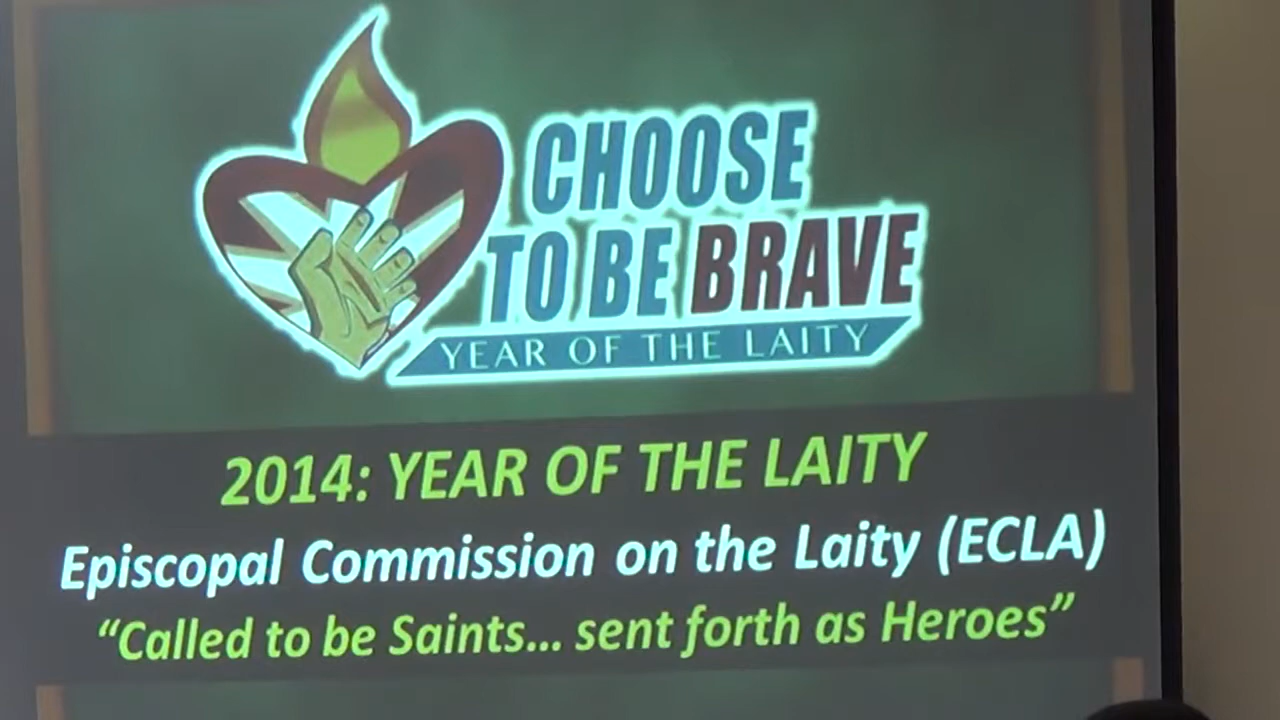 CHOOSE
TO BE BRAVE
YEAR OF THE LAITY
2014: YEAR OF THE LAITY
Episcopal Commission on the Laity (ECLA)
“Called to be Saints... sent forth as Heroes”